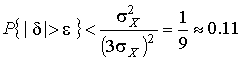 P{| δ |> ε} < σ_X^2 / (3σ_X)^2 = 1/9 ≈ 0.11